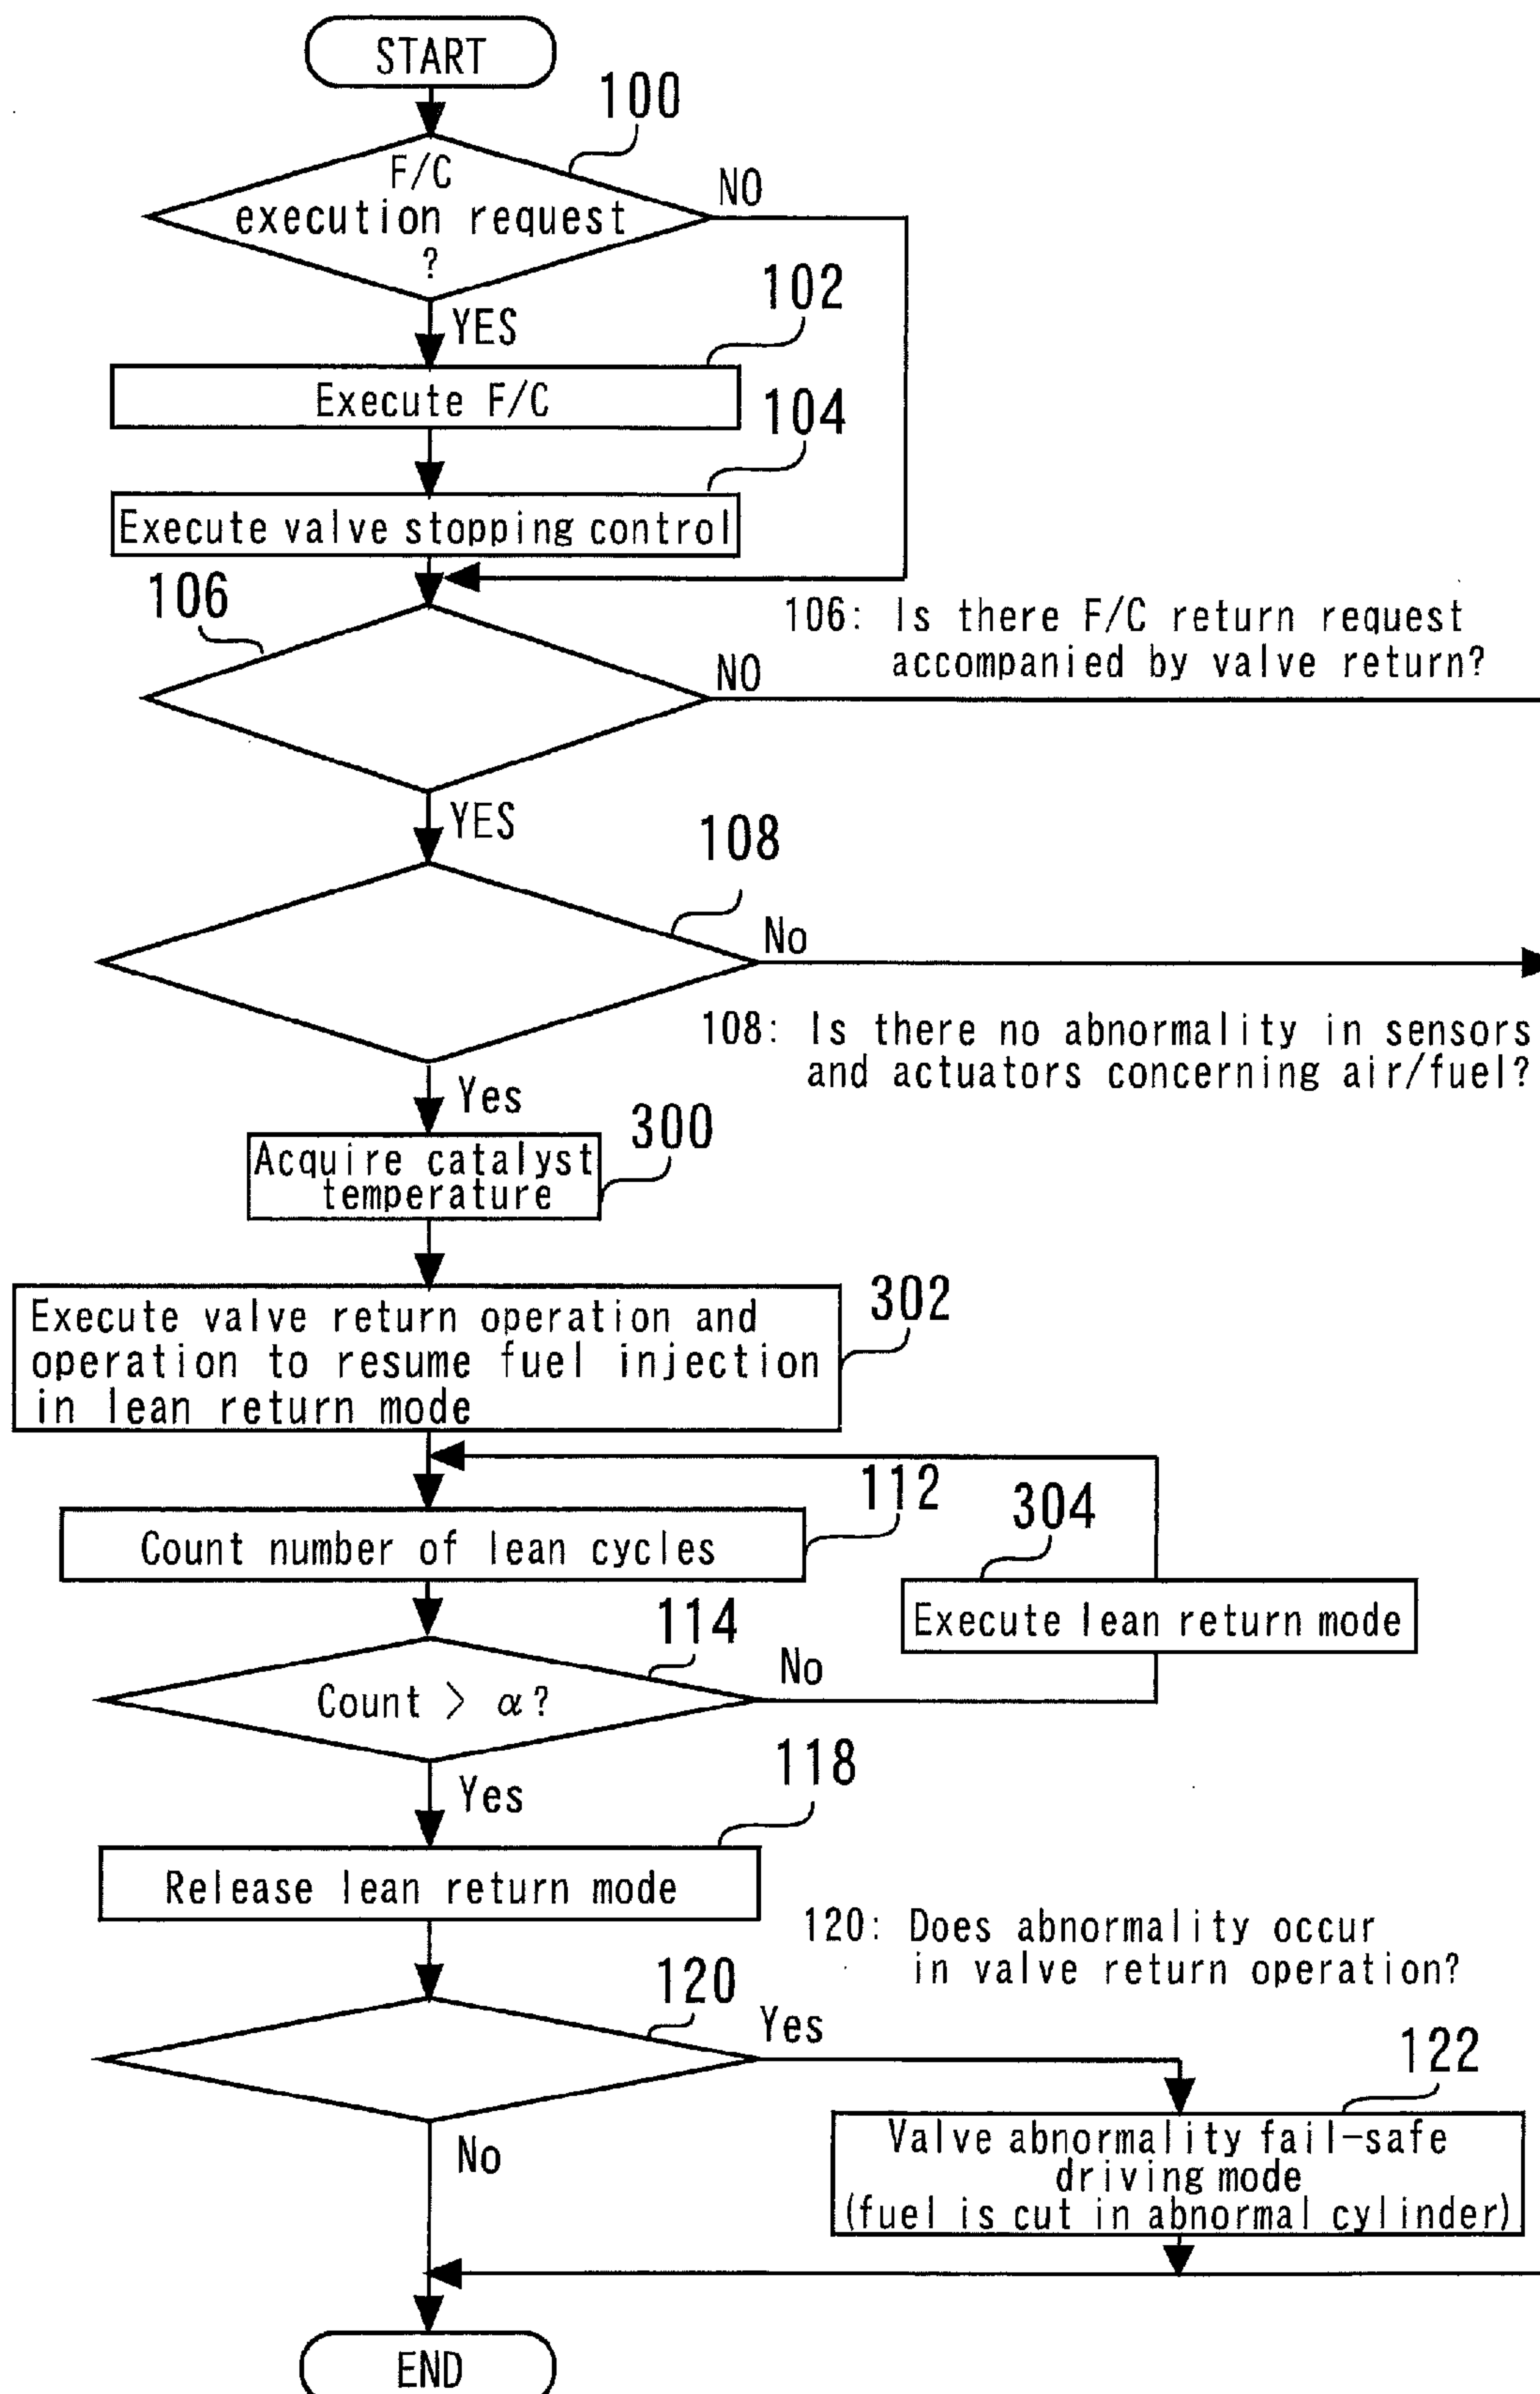 START
100
F/C
execution request
?
NO
YES
102
Execute F/C
104
Execute valve stopping control
106
106: Is there F/C return request
accompanied by valve return?
NO
YES
108
No
108: Is there no abnormality in sensors
and actuators concerning air/fuel?
Yes
300
Acquire catalyst
temperature
302
Execute valve return operation and
operation to resume fuel injection
in lean return mode
112
Count number of lean cycles
304
Execute lean return mode
114
Count > α?
No
Yes
118
Release lean return mode
120: Does abnormality occur
in valve return operation?
120
Yes
122
Valve abnormality fail-safe
driving mode
(fuel is cut in abnormal cylinder)
No
END